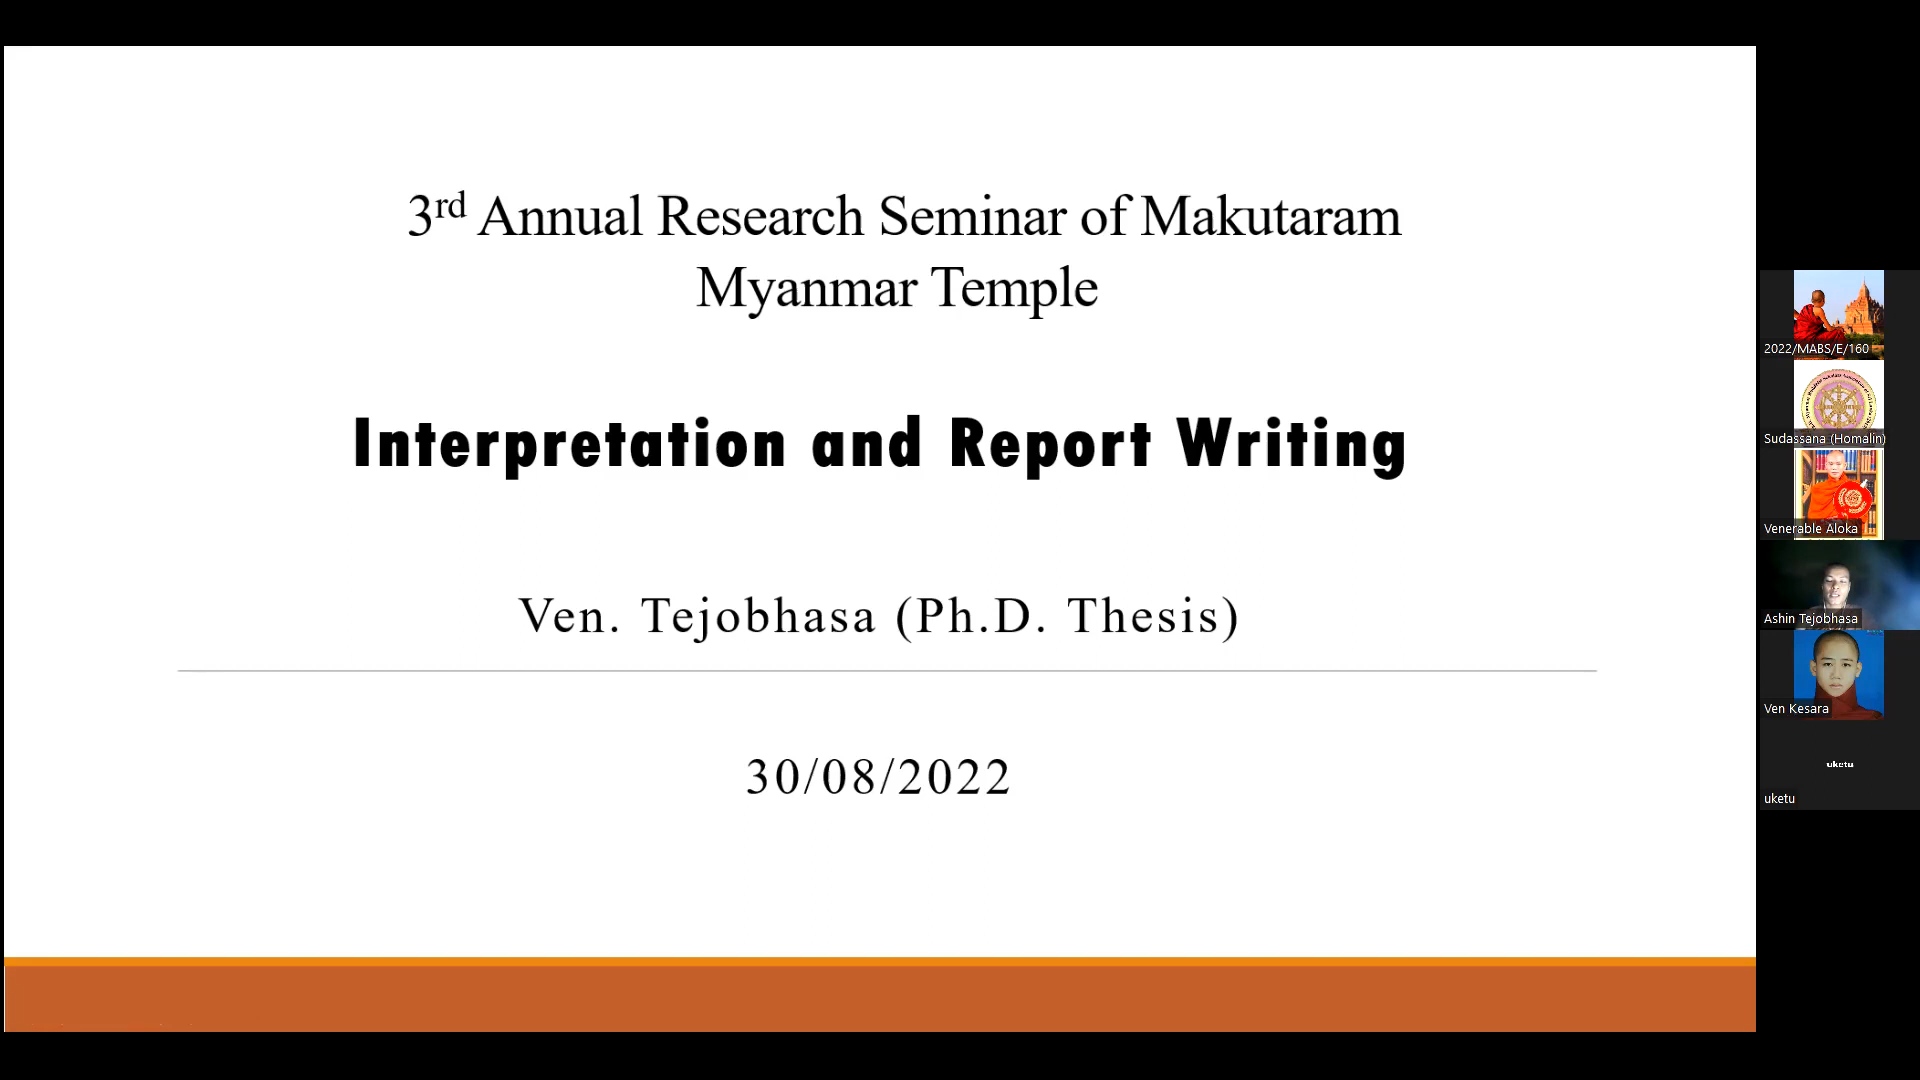 3rd Annual Research Seminar of Makutaram
Myanmar Temple
Interpretation and Report Writing
Ven. Tejobhasa (Ph.D. Thesis)
30/08/2022
2022/MABS/E/160
Sudassana (Homalin)
Venerable Aloka
Ashin Tejobhasa
Ven Kesara
uketu
uketu